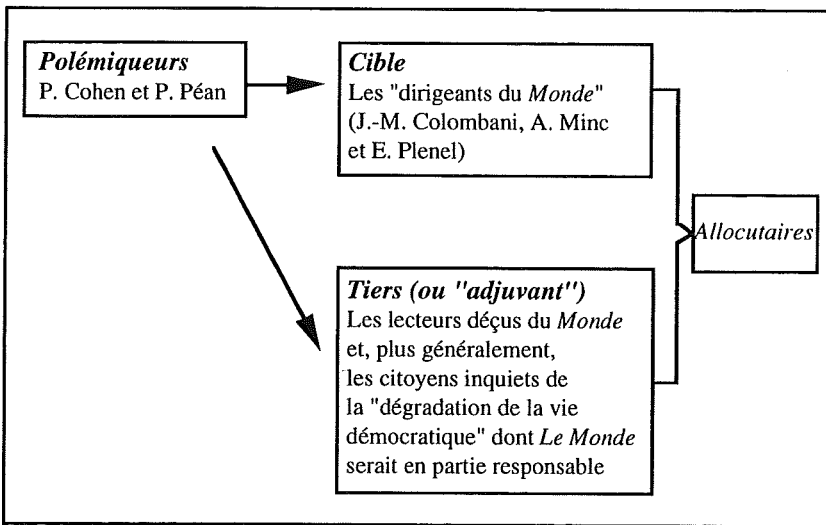 Polémiqueurs
P. Cohen et P. Péan
Cible
Les "dirigeants du Monde"
(J.-M. Colombani, A. Minc
et E. Plenel)
Allocutaires
Tiers (ou "adjuvant")
Les lecteurs déçus du Monde
et, plus généralement,
les citoyens inquiets de
la "dégradation de la vie
démocratique" dont Le Monde
serait en partie responsable